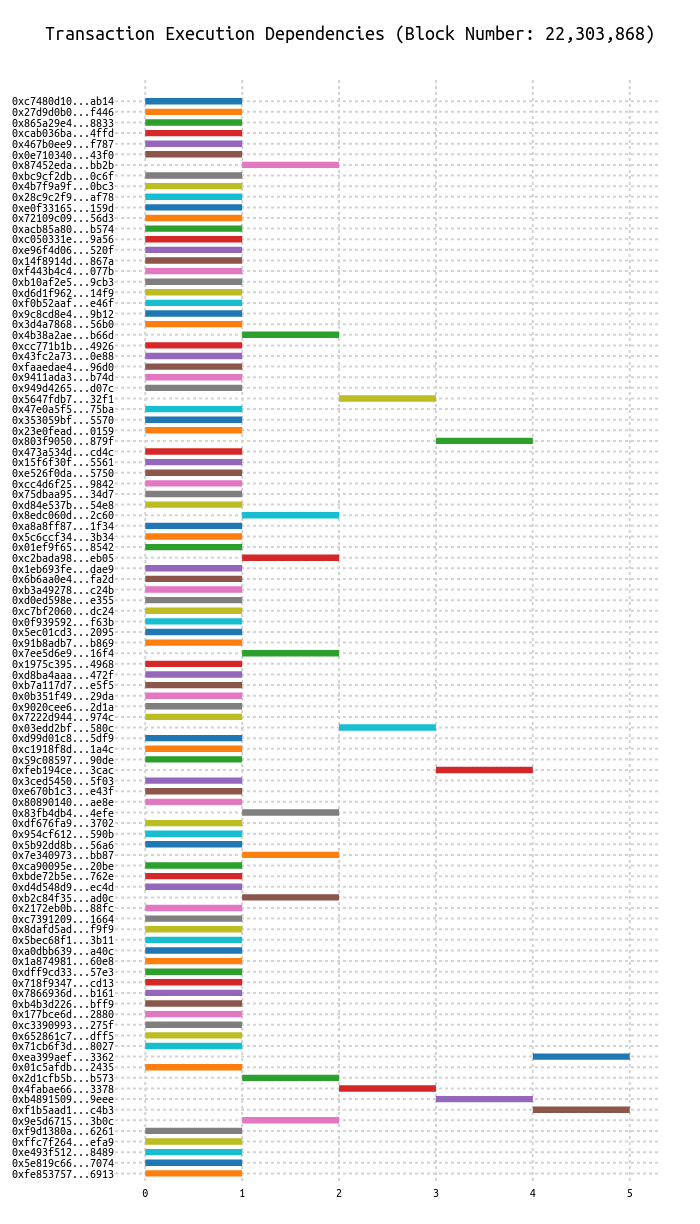 Transaction Execution Dependencies (Block Number: 22,303,868)
0xc7480d10...ab14
0x27d9d0b0...f446
0x865a29e4...8833
0xcab036ba...4ffd
0x467b0ee9...f787
0x0e710340...43f0
0x87452eda...bb2b
0xbc9cf2db...0c6f
0x4b7f9a9f...0bc3
0x28c9c2f9...af78
0xe0f33165...159d
0x72109c09...56d3
0xacb85a80...b574
0xc050331e...9a56
0xe96f4d06...520f
0x14f8914d...867a
0xf443b4c4...077b
0xb10af2e5...9cb3
0xd6d1f962...14f9
0xf0b52aaf...e46f
0x9c8cd8e4...9b12
0x3d4a7868...56b0
0x4b38a2ae...b66d
0xcc771b1b...4926
0x43fc2a73...0e88
0xfaaedae4...96d0
0x9411ada3...b74d
0x949d4265...d07c
0x5647fdb7...32f1
0x47e0a5f5...75ba
0x353059bf...5570
0x23e0fead...0159
0x803f9050...879f
0x473a534d...cd4c
0x15f6f30f...5561
0xe526f0da...5750
0xcc4d6f25...9842
0x75dbaa95...34d7
0xd84e537b...54e8
0x8edc060d...2c60
0xa8a8ff87...1f34
0x5c6ccf34...3b34
0x01ef9f65...8542
0xc2bada98...eb05
0x1eb693fe...dae9
0x6b6aa0e4...fa2d
0xb3a49278...c24b
0xd0ed598e...e355
0xc7bf2060...dc24
0x0f939592...f63b
0x5ec01cd3...2095
0x91b8adb7...b869
0x7ee5d6e9...16f4
0x1975c395...4968
0xd8ba4aaa...472f
0xb7a117d7...e5f5
0x0b351f49...29da
0x9020cee6...2d1a
0x7222d944...974c
0x03edd2bf...580c
0xd99d01c8...5df9
0xc1918f8d...1a4c
0x59c08597...90de
0xfeb194ce...3cac
0x3ced5450...5f03
0xe670b1c3...e43f
0x80890140...ae8e
0x83fb4db4...4efe
0xdf676fa9...3702
0x954cf612...590b
0x5b92dd8b...56a6
0x7e340973...bb87
0xca90095e...20be
0xbde72b5e...762e
0xd4d548d9...ec4d
0xb2c84f35...ad0c
0x2172eb0b...88fc
0xc7391209...1664
0x8dafd5ad...f9f9
0x5bec68f1...3b11
0xa0dbb639...a40c
0x1a874981...60e8
0xdff9cd33...57e3
0x718f9347...cd13
0x7866936d...b161
0xb4b3d226...bff9
0x177bce6d...2880
0xc3390993...275f
0x652861c7...dff5
0x71cb6f3d...8027
0xea399aef...3362
0x01c5afdb...2435
0x2d1cfb5b...b573
0x4fabae66...3378
0xb4891509...9eee
0xf1b5aad1...c4b3
0x9e5d6715...3b0c
0xf9d1380a...6261
0xffc7f264...efa9
0xe493f512...8489
0x5e819c66...7074
0xfe853757...6913
0 1 2 3 4 5